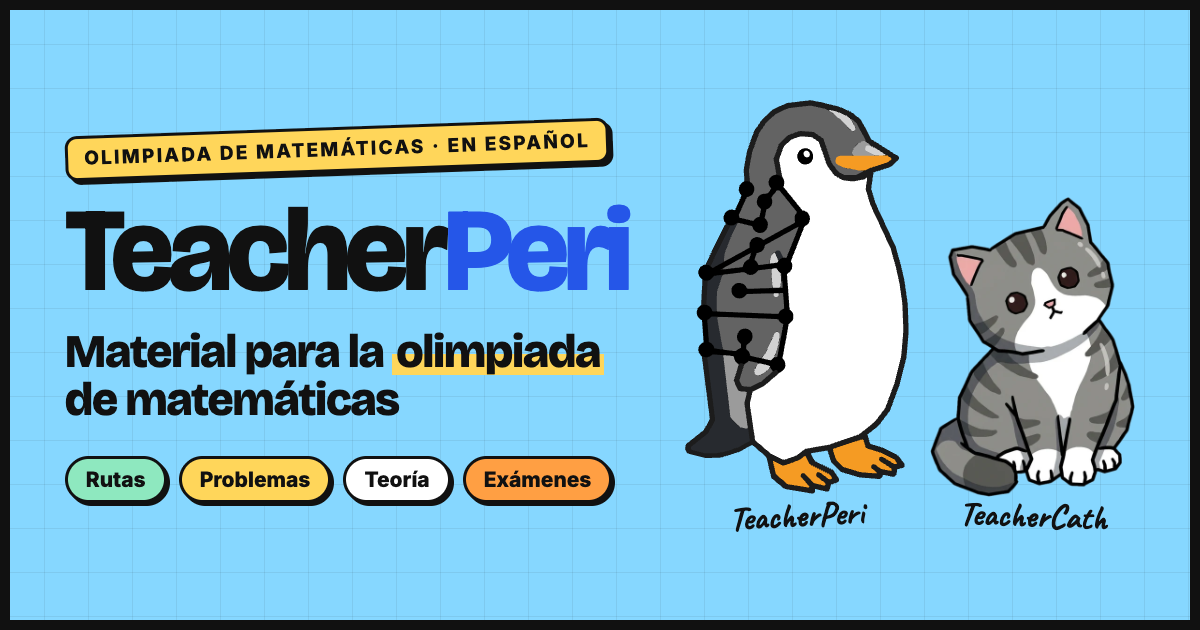 OLIMPIADA DE MATEMÁTICAS · EN ESPAÑOL
TeacherPeri
Material para la olimpiada
de matemáticas
Rutas
Problemas
Teoría
Exámenes
TeacherPeri
TeacherCath